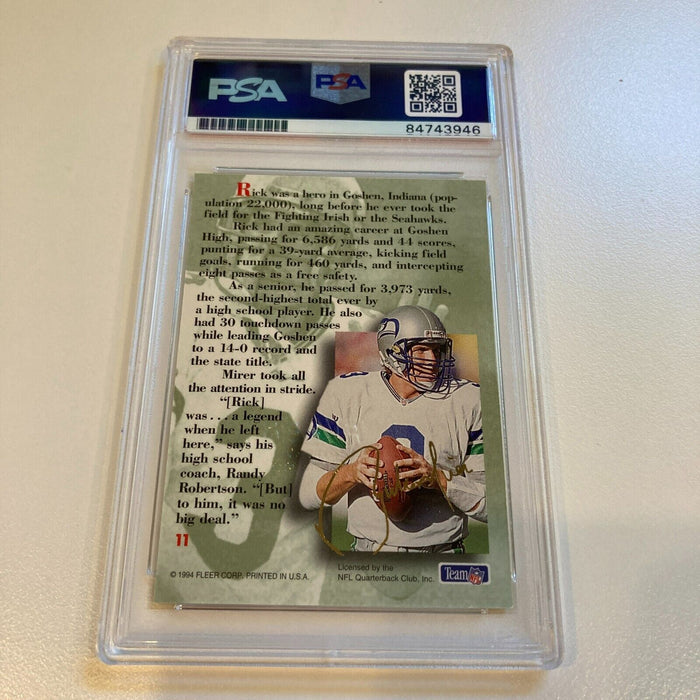 PSA
PSA
84743946
Rick was a hero in Goshen, Indiana (pop-
ulation 22,000), long before he ever took the
field for the Fighting Irish or the Seahawks.
Rick had an amazing career at Goshen
High, passing for 6,586 yards and 44 scores,
punting for a 39-yard average, kicking field
goals, running for 460 yards, and intercepting
eight passes as a free safety.
As a senior, he passed for 3,973 yards,
the second-highest total ever by
a high school player. He also
had 30 touchdown passes
while leading Goshen
to a 14-0 record and
the state title.
Mirer took all
the attention in stride.
"[Rick]
was . . . a legend
when he left
here," says his
high school
coach, Randy
Robertson. "[But]
to him, it was no
big deal."
11
© 1994 FLEER CORP. PRINTED IN U.S.A.
Licensed by the
NFL Quarterback Club, Inc.
Team NFL